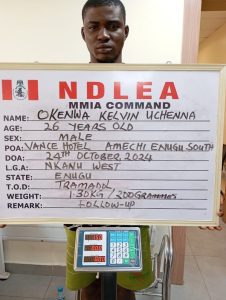 NDLEA
MMIA COMMAND
NAME: OKENWA KELVIN UCHENNA
AGE: 26 YEARS OLD
SEX: MALE
POA: VANCE HOTEL AMECHI ENUGU SOUTH
DOA: 24TH OCTOBER, 2024
L.G.A: NKANU WEST
STATE: ENUGU
T.O.D: TRAMADOL
WEIGHT: 1.30KG / 200GRAMMES
REMARK: FOLLOW-UP